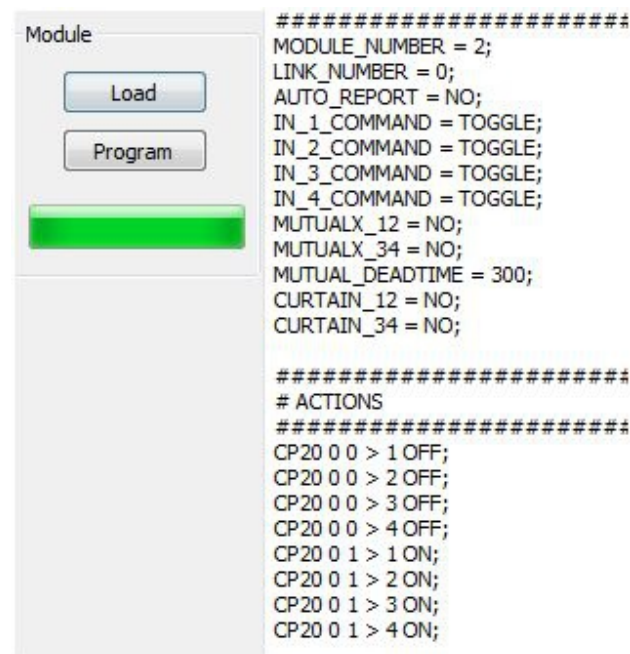 Module
Load
Program
########################
MODULE_NUMBER = 2;
LINK_NUMBER = 0;
AUTO_REPORT = NO;
IN_1_COMMAND = TOGGLE;
IN_2_COMMAND = TOGGLE;
IN_3_COMMAND = TOGGLE;
IN_4_COMMAND = TOGGLE;
MUTUALX_12 = NO;
MUTUALX_34 = NO;
MUTUAL_DEADTIME = 300;
CURTAIN_12 = NO;
CURTAIN_34 = NO;
########################
# ACTIONS
########################
CP20 0 0 > 1 OFF;
CP20 0 0 > 2 OFF;
CP20 0 0 > 3 OFF;
CP20 0 0 > 4 OFF;
CP20 0 1 > 1 ON;
CP20 0 1 > 2 ON;
CP20 0 1 > 3 ON;
CP20 0 1 > 4 ON;